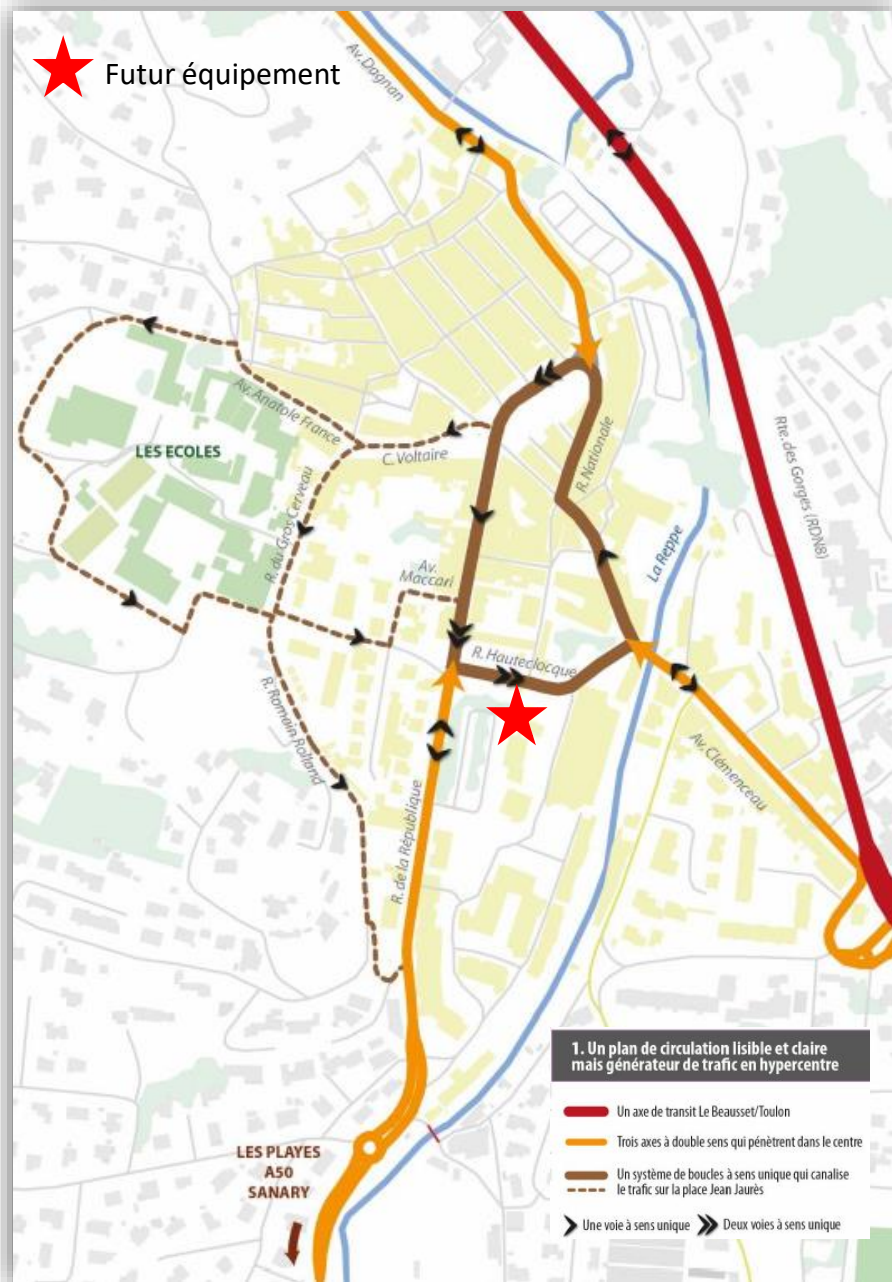 Futur équipement
Av. Dagnan
Av. Anatole France
LES ECOLES
C. Voltaire
R. Nationale
Rte. des Gorges (RDN8)
R. du Gros Cerveau
La Reppe
Av.
Maccari
R. Hauteclocque
R. Romain Rolland
Av. Clémenceau
R. de la République
LES PLAYES
A50
SANARY
1. Un plan de circulation lisible et claire
mais générateur de trafic en hypercentre
Un axe de transit Le Beausset/Toulon
Trois axes à double sens qui pénètrent dans le centre
Un système de boucles à sens unique qui canalise
le trafic sur la place Jean Jaurès
Une voie à sens unique
Deux voies à sens unique